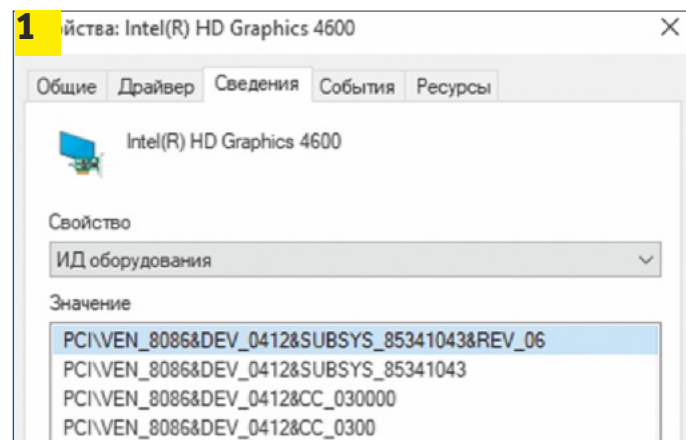 1
йства: Intel(R) HD Graphics 4600
Общие Драйвер Сведения События Ресурсы
Intel(R) HD Graphics 4600
Свойство
ИД оборудования
Значение
PCI\VEN_8086&DEV_0412&SUBSYS_85341043&REV_06
PCI\VEN_8086&DEV_0412&SUBSYS_85341043
PCI\VEN_8086&DEV_0412&CC_030000
PCI\VEN_8086&DEV_0412&CC_0300